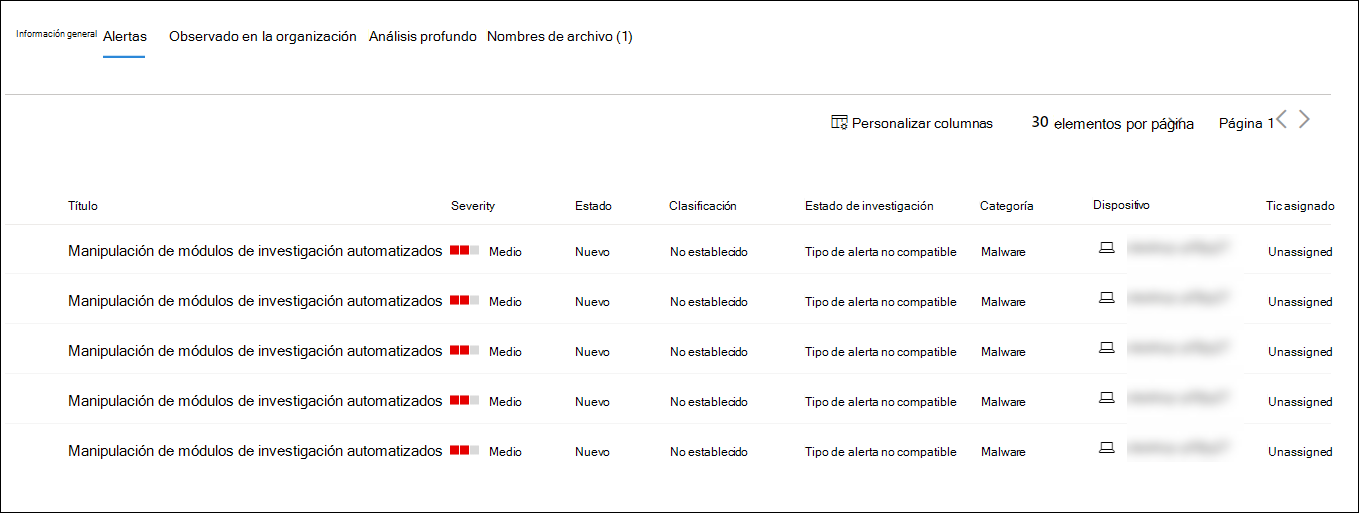 Información general Alertas Observado en la organización Análisis profundo Nombres de archivo (1)
Personalizar columnas 30 elementos por página Página 1
Título Severity Estado Clasificación Estado de investigación Categoría Dispositivo Tic asignado
Manipulación de módulos de investigación automatizados Medio Nuevo No establecido Tipo de alerta no compatible Malware Unassigned
Manipulación de módulos de investigación automatizados Medio Nuevo No establecido Tipo de alerta no compatible Malware Unassigned
Manipulación de módulos de investigación automatizados Medio Nuevo No establecido Tipo de alerta no compatible Malware Unassigned
Manipulación de módulos de investigación automatizados Medio Nuevo No establecido Tipo de alerta no compatible Malware Unassigned
Manipulación de módulos de investigación automatizados Medio Nuevo No establecido Tipo de alerta no compatible Malware Unassigned